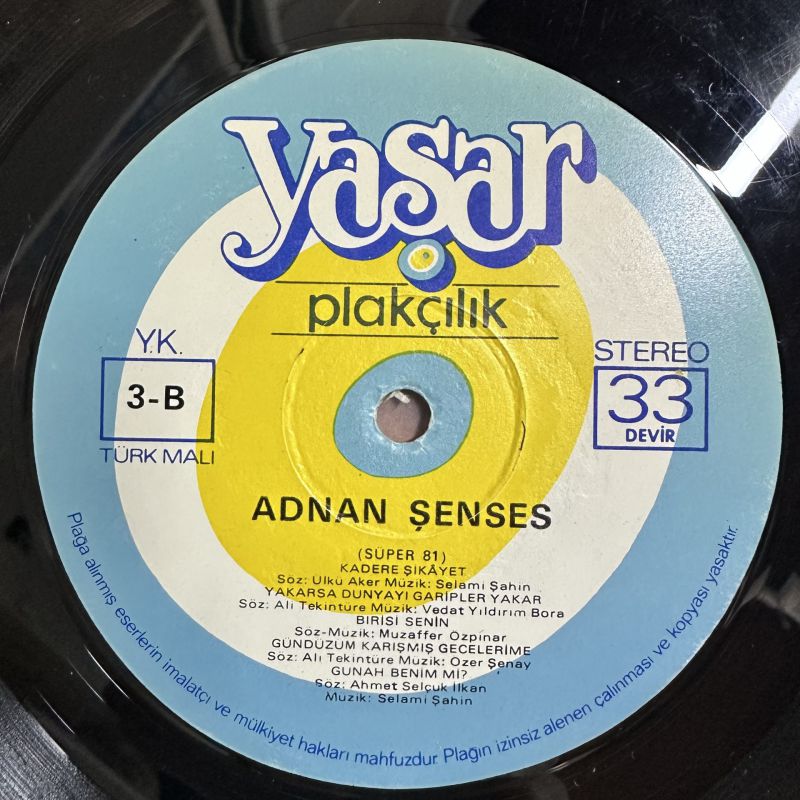 yaşar
plakçılık
Y.K.
3-B
TÜRK MALI
STEREO
33
DEVİR
ADNAN ŞENSES
(SÜPER 81)
KADERE ŞİKÂYET
Söz: Ülkü Aker Müzik: Selami Şahin
YAKARSA DUNYAYI GARİPLER YAKAR
Söz: Ali Tekintüre Müzik: Vedat Yıldırım Bora
BİRİSİ SENİN
Söz-Müzik: Muzaffer Özpınar
GÜNDÜZUM KARIŞMIŞ GECELERİME
Söz: Ali Tekintüre Müzik: Özer Şenay
GUNAH BENİM Mİ?
Söz: Ahmet Selçuk İlkan
Müzik: Selami Şahin
Plağa alınmış eserlerin imalatçı ve mülkiyet hakları mahfuzdur. Plağın izinsiz alenen çalınması ve kopyası yasaktır.